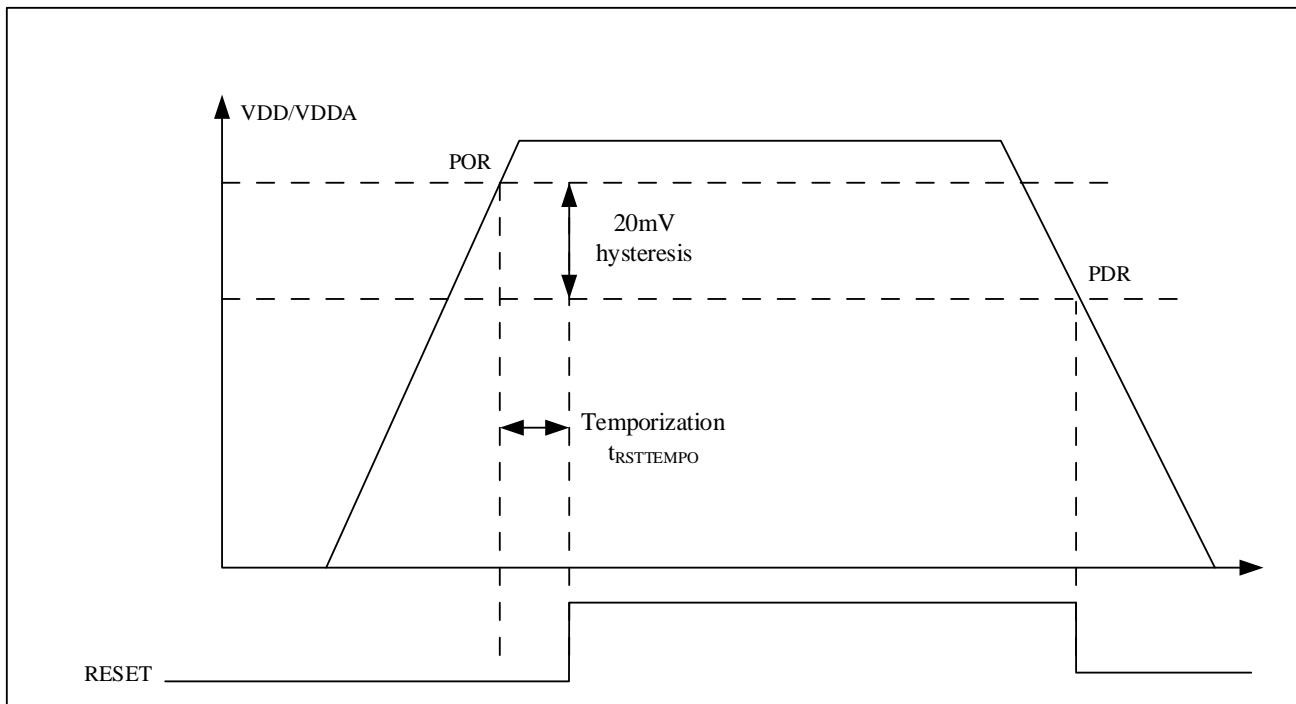 VDD/VDDA
POR
20mV
hysteresis
PDR
Temporization
tRSTTEMPO
RESET